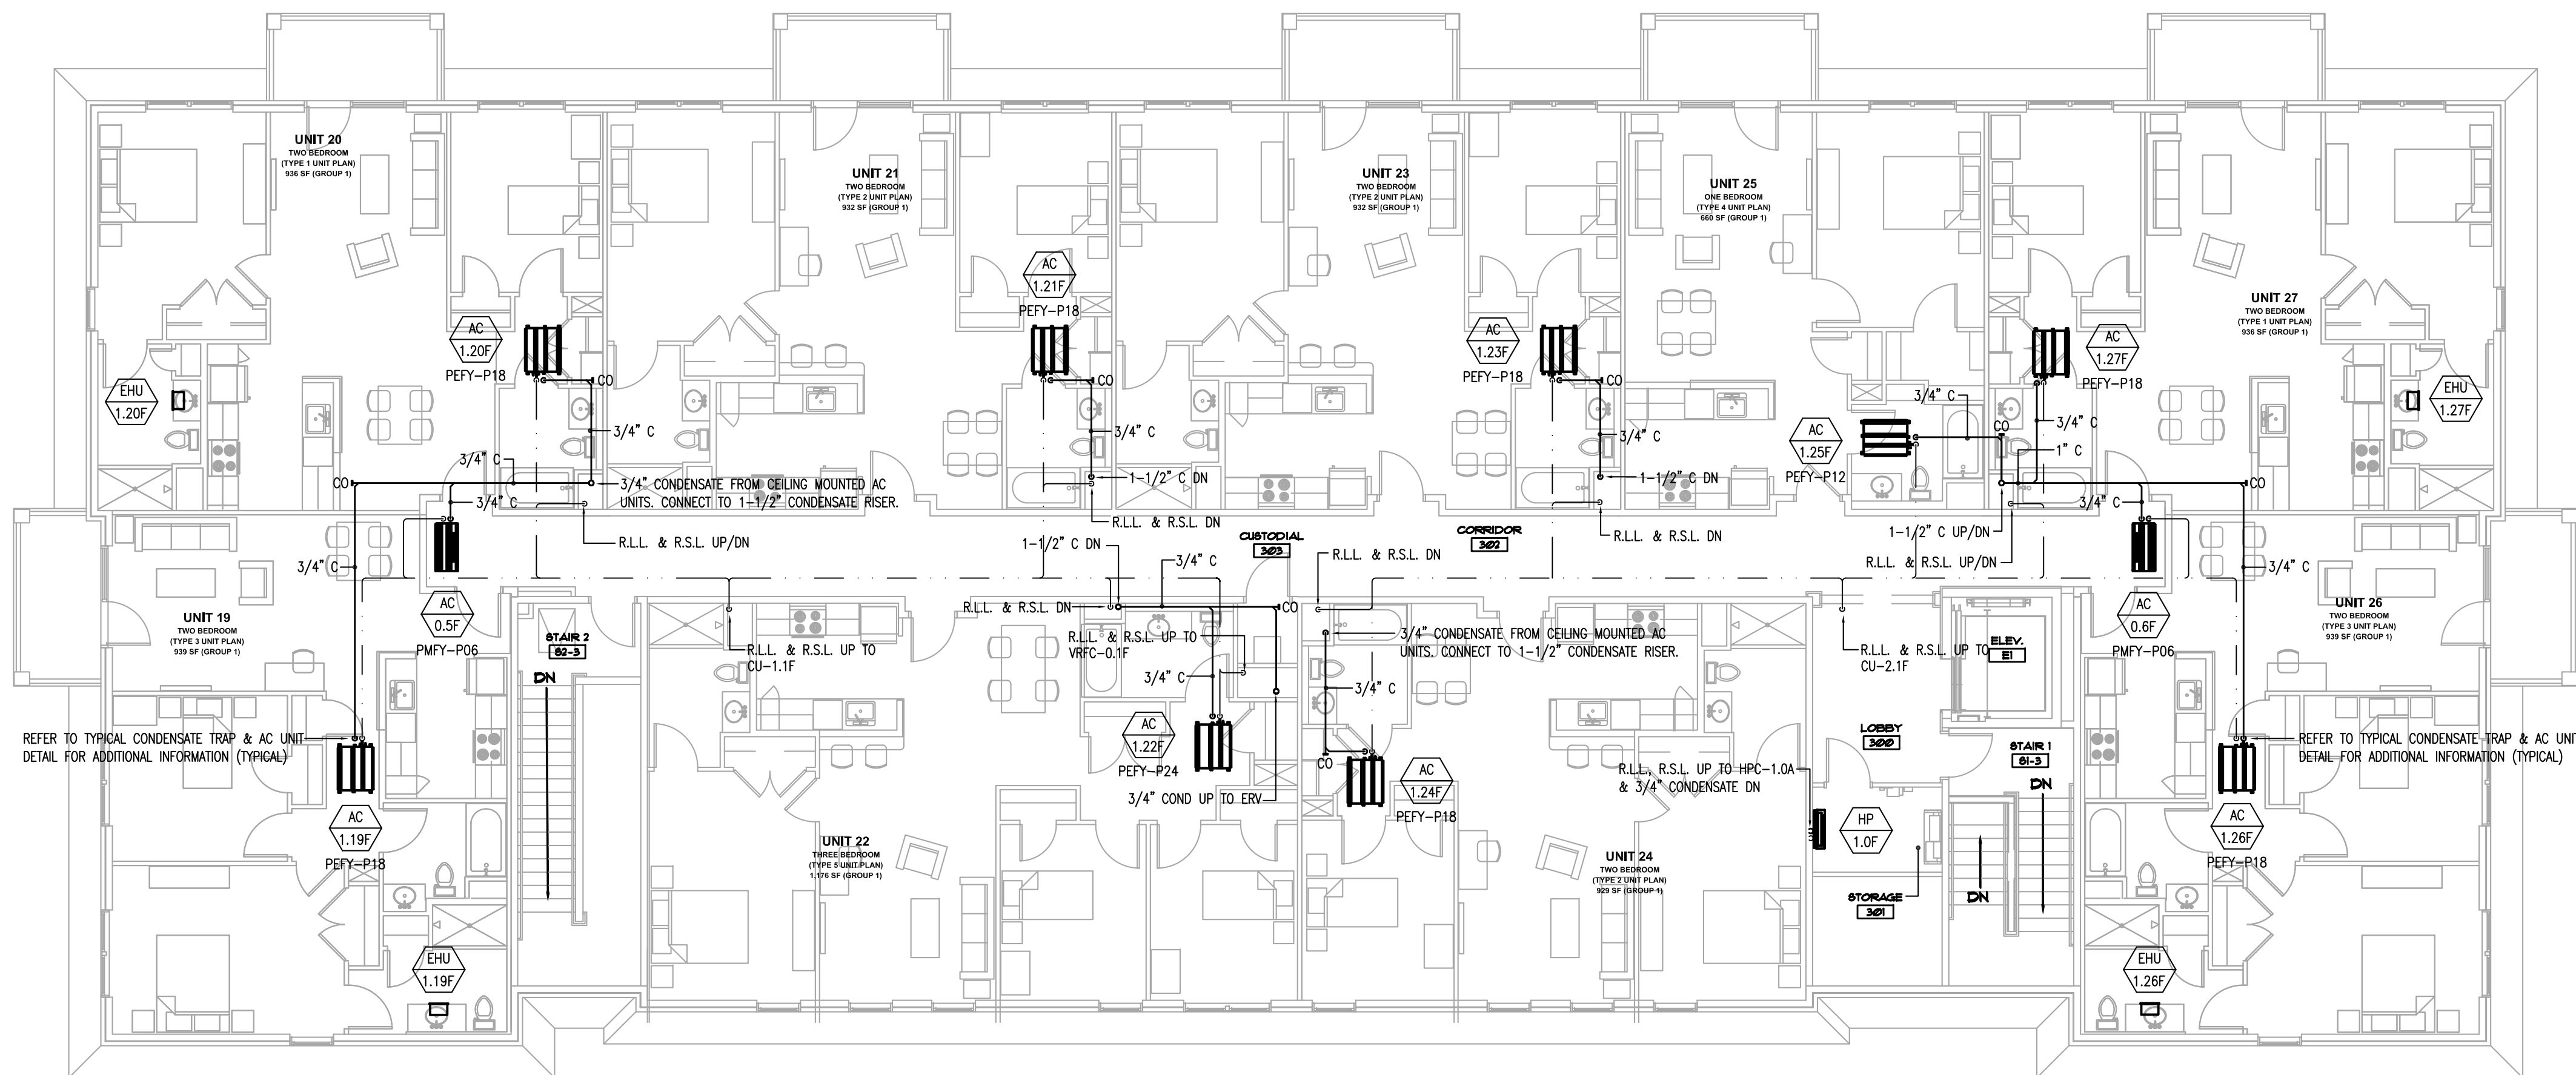 UNIT 20
TWO BEDROOM
(TYPE 1 UNIT PLAN)
936 SF (GROUP 1)
UNIT 21
TWO BEDROOM
(TYPE 2 UNIT PLAN)
932 SF (GROUP 1)
UNIT 23
TWO BEDROOM
(TYPE 2 UNIT PLAN)
932 SF (GROUP 1)
UNIT 25
ONE BEDROOM
(TYPE 4 UNIT PLAN)
660 SF (GROUP 1)
UNIT 27
TWO BEDROOM
(TYPE 1 UNIT PLAN)
936 SF (GROUP 1)
AC
1.20F
PEFY-P18
AC
1.21F
PEFY-P18
AC
1.23F
PEFY-P18
AC
1.25F
PEFY-P12
AC
1.27F
PEFY-P18
EHU
1.20F
EHU
1.27F
CO
CO
CO
CO
3/4" C
3/4" C
3/4" C
3/4" C
3/4" C
1" C
3/4" C
CO
3/4" C
3/4" CONDENSATE FROM CEILING MOUNTED AC
UNITS. CONNECT TO 1-1/2" CONDENSATE RISER.
1-1/2" C DN
1-1/2" C DN
3/4" C
CO
R.L.L. & R.S.L. UP/DN
R.L.L. & R.S.L. DN
R.L.L. & R.S.L. DN
1-1/2" C UP/DN
R.L.L. & R.S.L. UP/DN
CUSTODIAL
303
CORRIDOR
302
1-1/2" C DN
3/4" C
R.L.L. & R.S.L. DN
3/4" C
3/4" C
UNIT 19
TWO BEDROOM
(TYPE 3 UNIT PLAN)
939 SF (GROUP 1)
AC
0.5F
PMFY-P06
STAIR 2
S2-3
DN
R.L.L. & R.S.L. UP TO
CU-1.1F
R.L.L. & R.S.L. DN
CO
R.L.L. & R.S.L. UP TO
VRFC-0.1F
3/4" C
3/4" CONDENSATE FROM CEILING MOUNTED AC
UNITS. CONNECT TO 1-1/2" CONDENSATE RISER.
3/4" C
R.L.L. & R.S.L. UP TO
CU-2.1F
ELEV.
E1
AC
0.6F
PMFY-P06
UNIT 26
TWO BEDROOM
(TYPE 3 UNIT PLAN)
939 SF (GROUP 1)
REFER TO TYPICAL CONDENSATE TRAP & AC UNIT
DETAIL FOR ADDITIONAL INFORMATION (TYPICAL)
AC
1.22F
PEFY-P24
3/4" COND UP TO ERV
CO
AC
1.24F
PEFY-P18
R.L.L., R.S.L. UP TO HPC-1.0A
& 3/4" CONDENSATE DN
LOBBY
300
STAIR 1
S1-3
DN
REFER TO TYPICAL CONDENSATE TRAP & AC UNIT
DETAIL FOR ADDITIONAL INFORMATION (TYPICAL)
AC
1.19F
PEFY-P18
UNIT 22
THREE BEDROOM
(TYPE 5 UNIT PLAN)
1,176 SF (GROUP 1)
UNIT 24
TWO BEDROOM
(TYPE 2 UNIT PLAN)
929 SF (GROUP 1)
HP
1.0F
STORAGE
301
DN
AC
1.26F
PEFY-P18
EHU
1.19F
EHU
1.26F